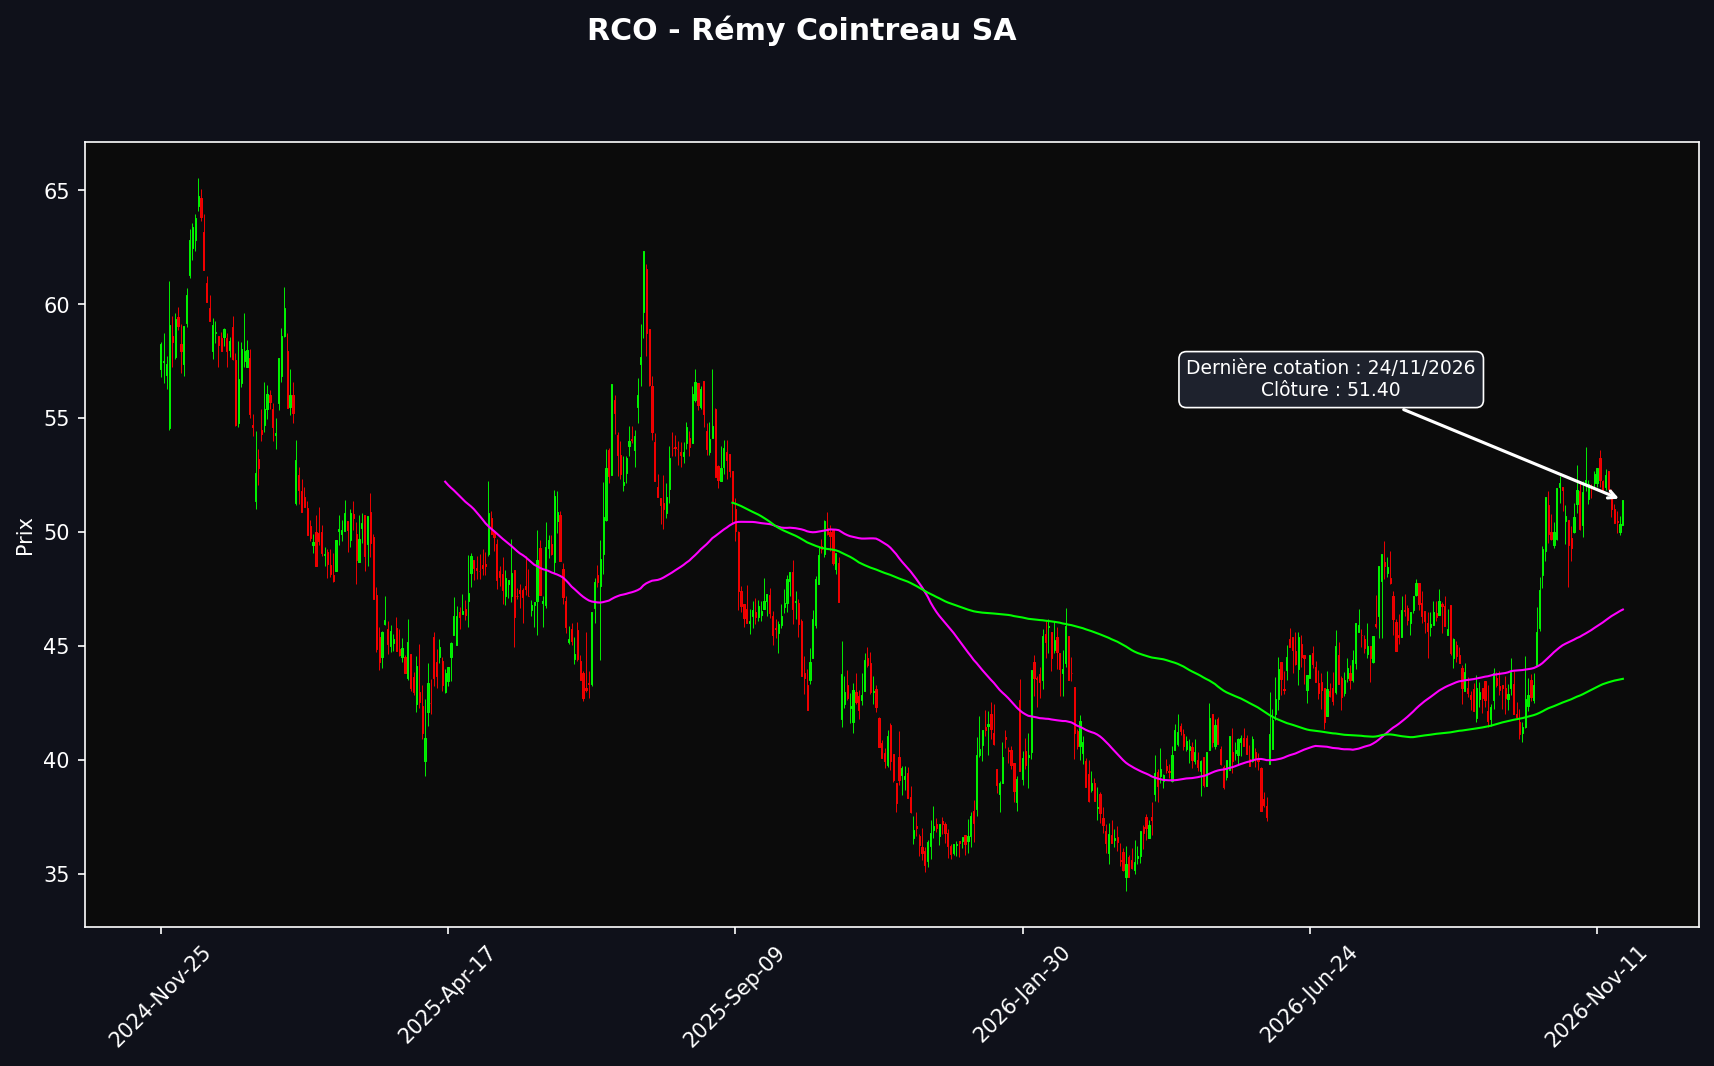 RCO - Rémy Cointreau SA
Prix
65
60
55
50
45
40
35
Dernière cotation : 24/11/2026
Clôture : 51.40
2024-Nov-25
2025-Apr-17
2025-Sep-09
2026-Jan-30
2026-Jun-24
2026-Nov-11